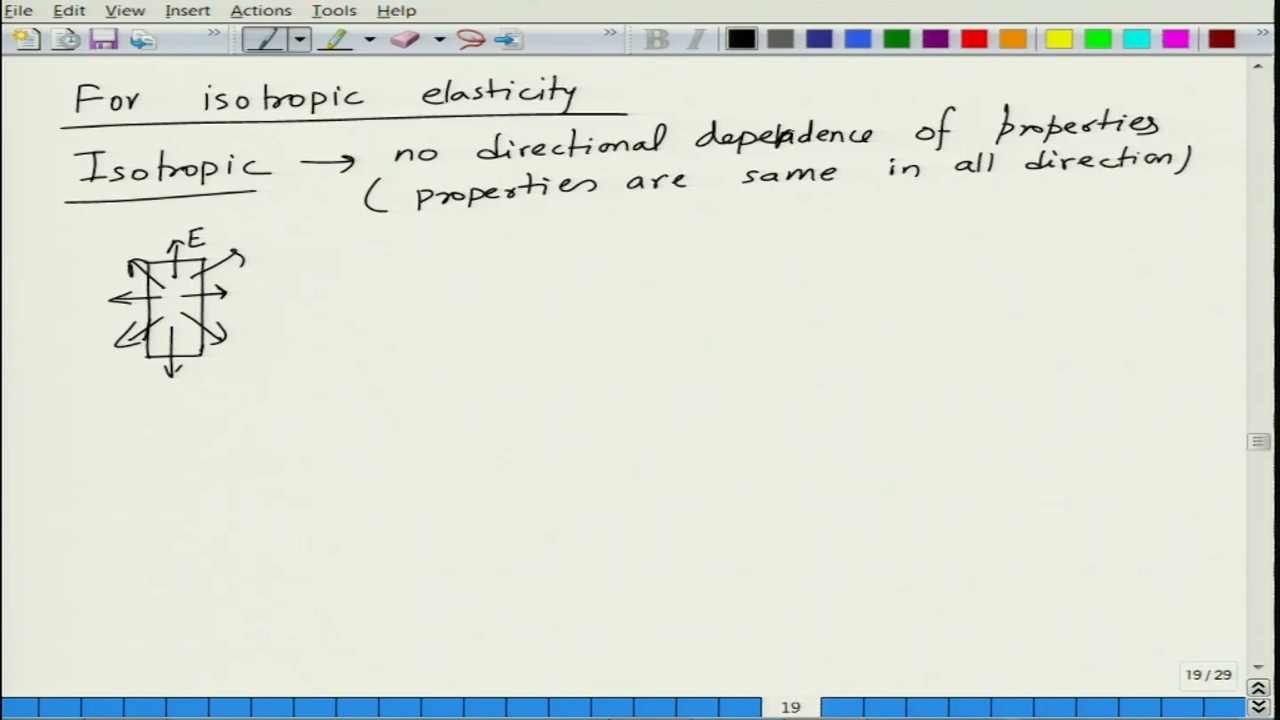 File Edit View Insert Actions Tools Help
For isotropic elasticity
Isotropic → no directional dependence of properties
( properties are same in all direction)
E
19 / 29
19